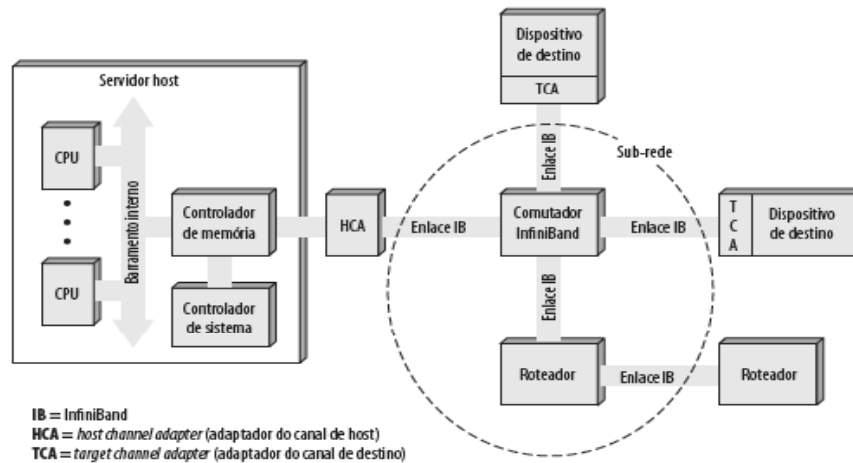 Servidor host
CPU
CPU
Barramento interno
Controlador
de memória
Controlador
de sistema
HCA
Enlace IB
Dispositivo
de destino
TCA
Enlace IB
Sub-rede
Comutador
InfiniBand
Enlace IB
T
C
A
Dispositivo
de destino
Enlace IB
Roteador
Enlace IB
Roteador
IB = InfiniBand
HCA = host channel adapter (adaptador do canal de host)
TCA = target channel adapter (adaptador do canal de destino)